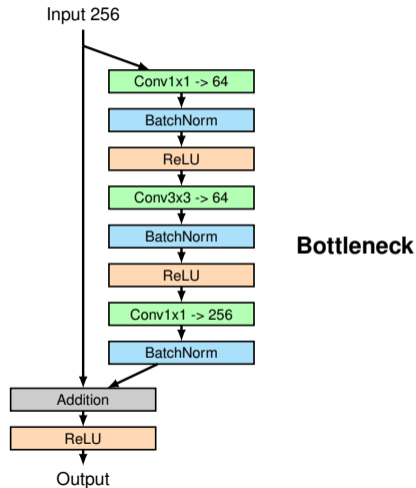 Input 256
Conv1x1 -> 64
BatchNorm
ReLU
Conv3x3 -> 64
BatchNorm
ReLU
Conv1x1 -> 256
BatchNorm
Bottleneck
Addition
ReLU
Output